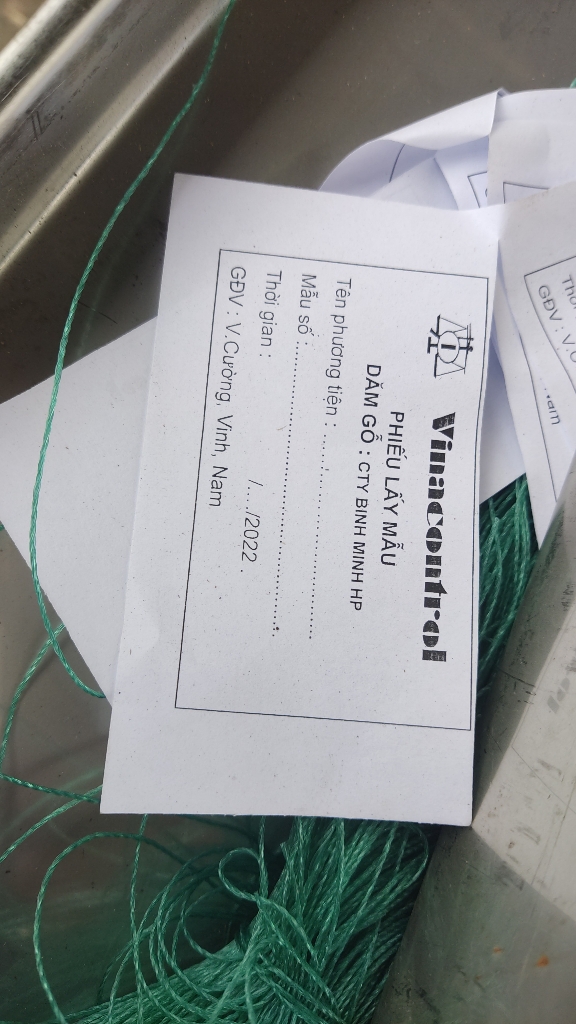 Vinacontrol
PHIẾU LẤY MẪU
DĂM GỖ : CTY BINH MINH HP
Tên phương tiện : ................................
Mẫu số : ................................................
Thời gian : /..../2022 .
GĐV : V.Cường, Vinh, Nam
GĐV : V.C